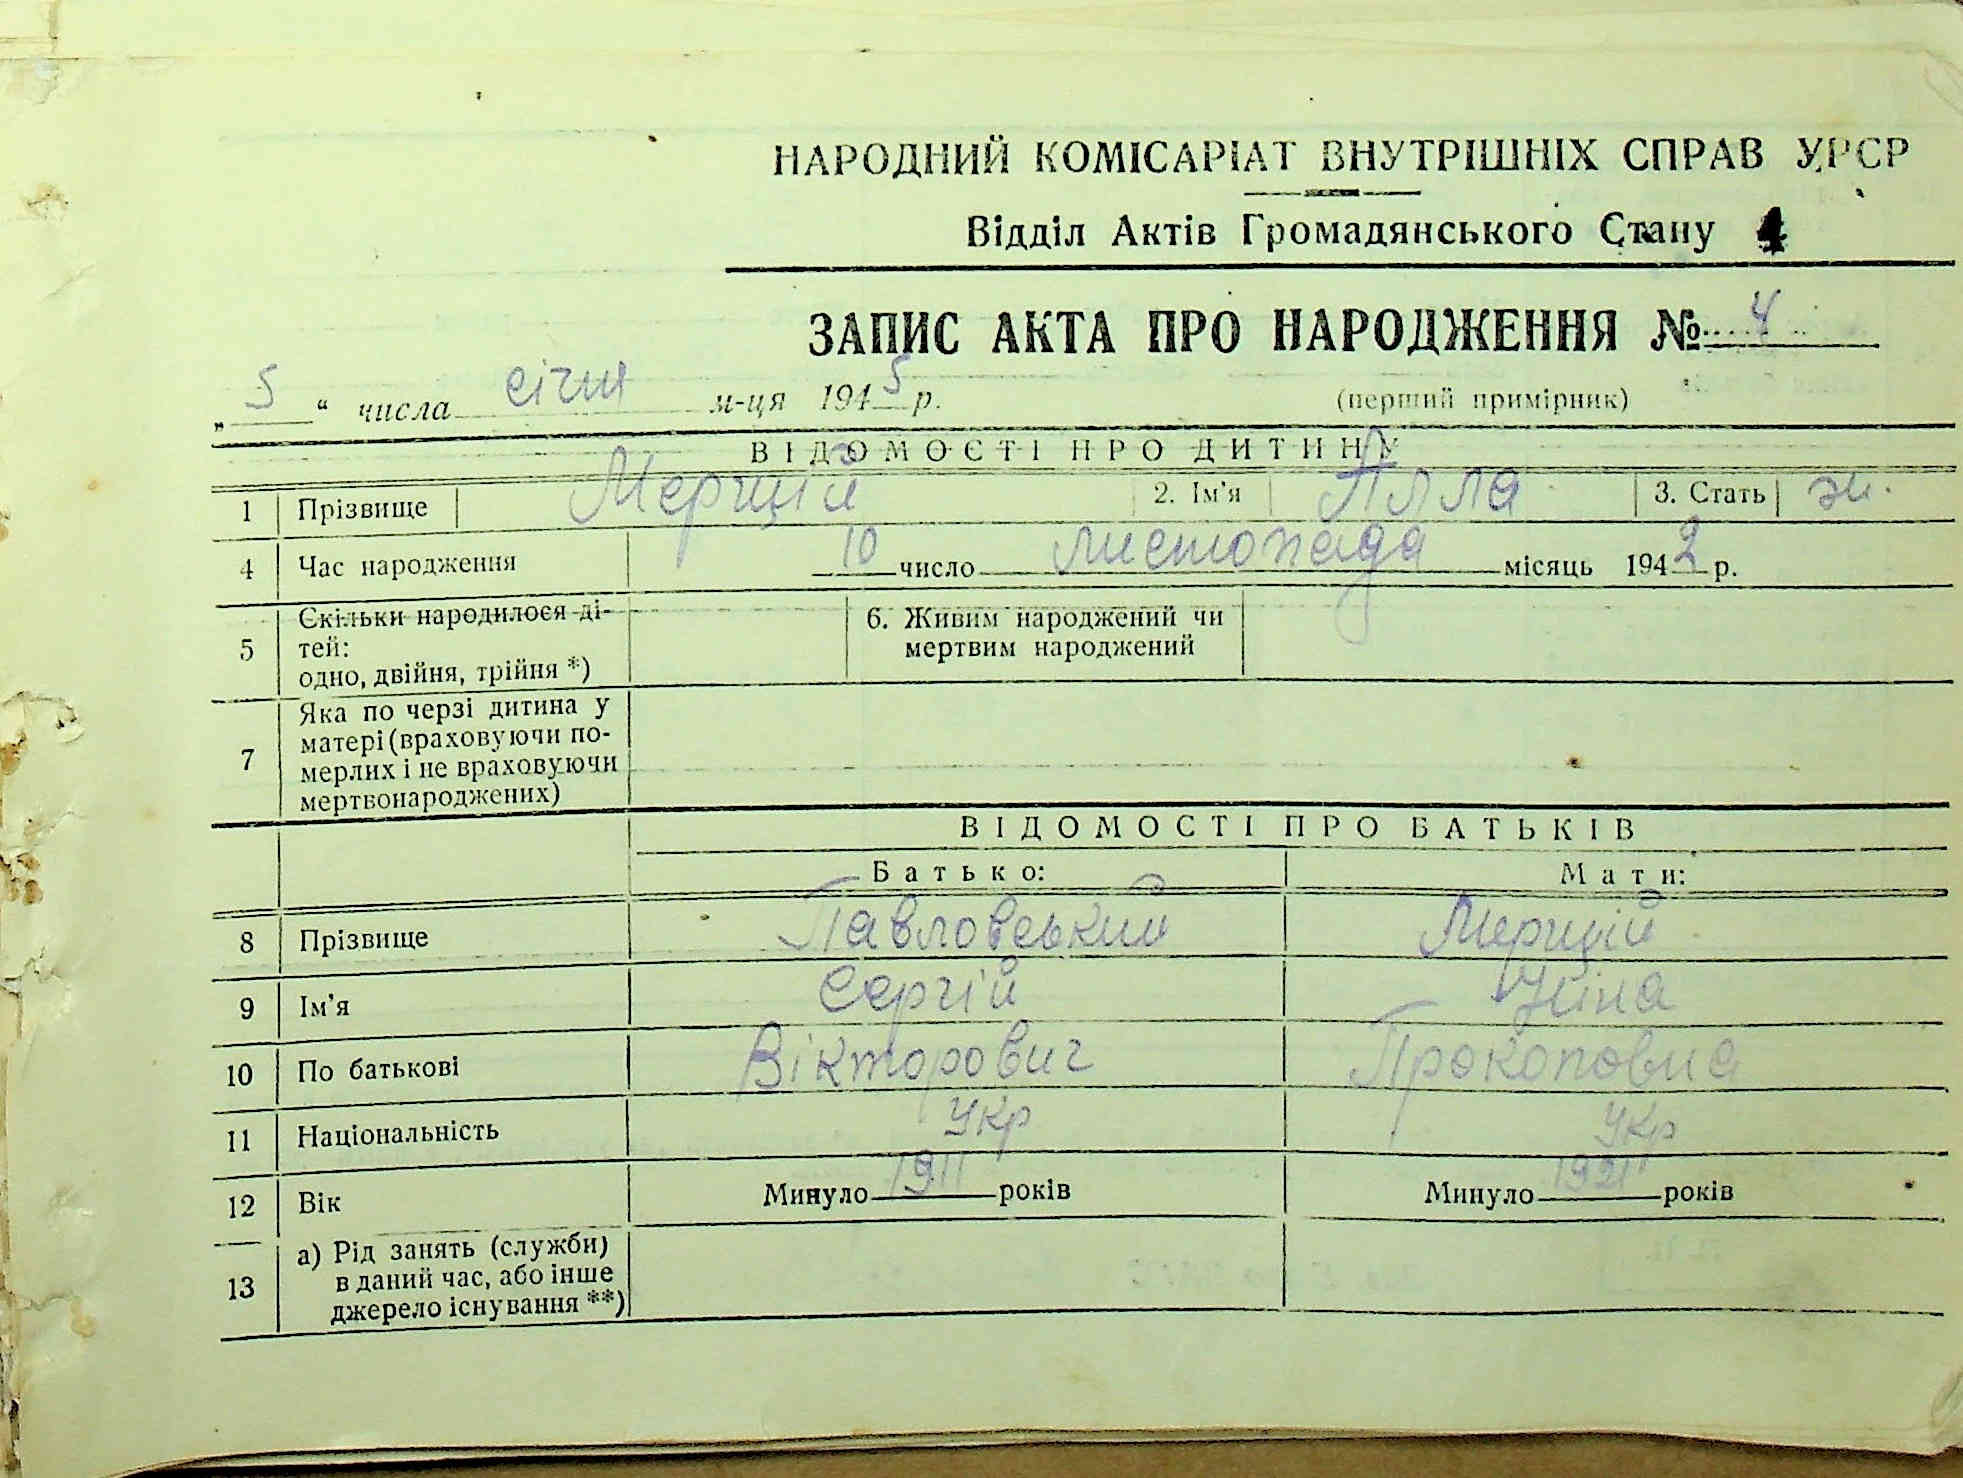 НАРОДНИЙ КОМІСАРІАТ ВНУТРІШНІХ СПРАВ УРСР
Відділ Актів Громадянського Стану 4
ЗАПИС АКТА ПРО НАРОДЖЕННЯ № 4
„ 5 “ числа січня м-ця 1945 р. (перший примірник)
ВІДОМОСТІ ПРО ДИТИНУ
1 Прізвище Мерщій 2. Ім'я Алла 3. Стать ж.
4 Час народження 10 число листопада місяць 1942 р.
5 Скільки народилося дітей: одно, двійня, трійня *) 6. Живим народжений чи мертвим народжений
7 Яка по черзі дитина у матері (враховуючи померлих і не враховуючи мертвонароджених)
ВІДОМОСТІ ПРО БАТЬКІВ
Батько: Мати:
8 Прізвище Павловський Мерщій
9 Ім'я Сергій Ніна
10 По батькові Вікторович Прокоповна
11 Національність Укр Укр
12 Вік Минуло 1911 років Минуло 1921 років
13 а) Рід занять (служби) в даний час, або інше джерело існування **)